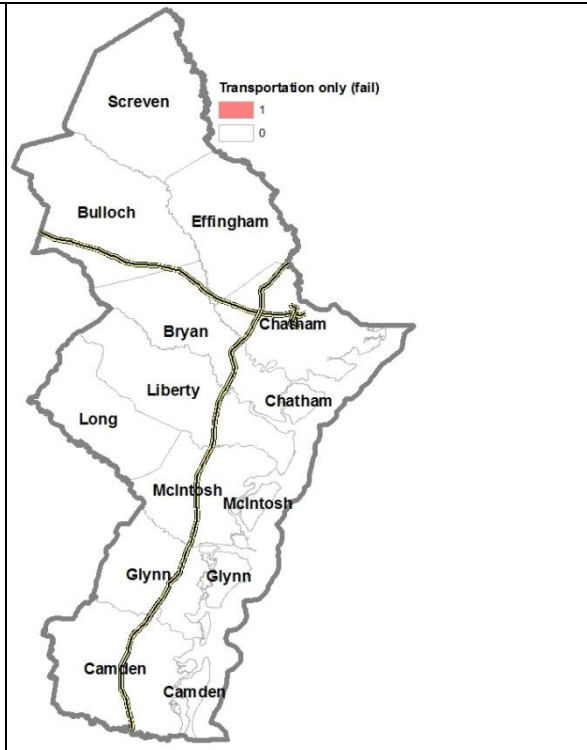 Screven
Transportation only (fail)
1
0
Bulloch
Effingham
Bryan
Chatham
Liberty
Chatham
Long
McIntosh
McIntosh
Glynn
Glynn
Camden
Camden